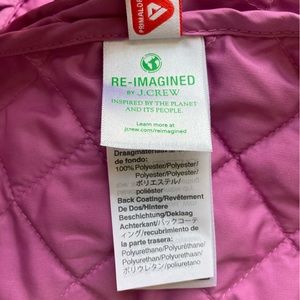 PRIMALOFT
RE-IMAGINED
BY J.CREW
INSPIRED BY THE PLANET
AND ITS PEOPLE.
Learn more at
jcrew.com/reimagined
Draagmateriaal/
de fondo:
100% Polyester/Polyester/
Polyester/Polyester/
ポリエステル/
poliéster
Back Coating/Revêtement
De Dos/Hintere
Beschichtung/Deklaag
Achterkant/バックコーテ
ィング/recubrimiento de
la parte trasera:
Polyurethane/Polyuréthane/
Polyurethan/Polyurethaan/
ポリウレタン/poliuretano